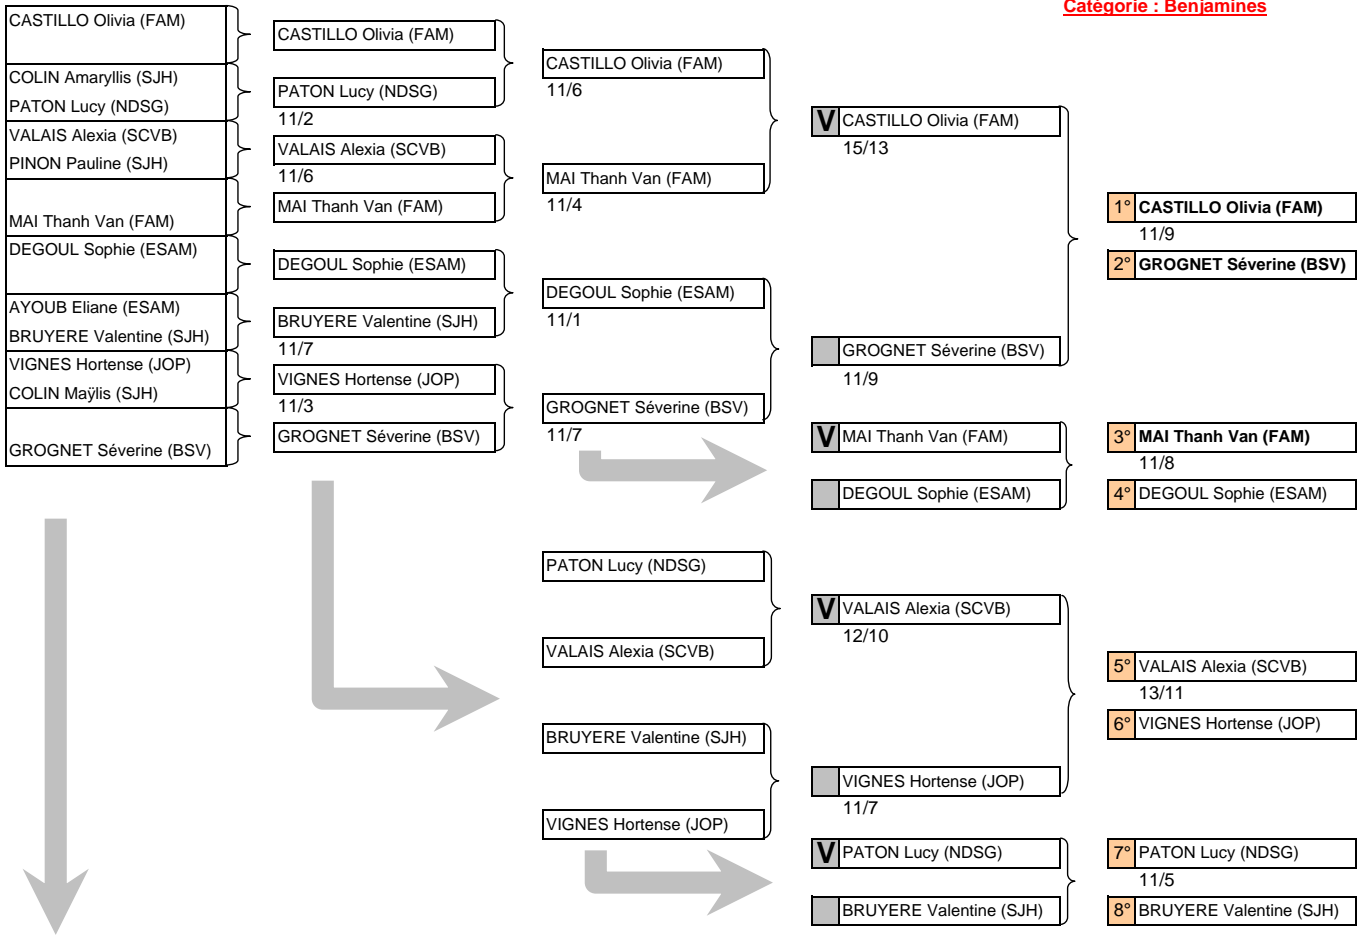 Catégorie : Benjamines
CASTILLO Olivia (FAM)
COLIN Amaryllis (SJH)
PATON Lucy (NDSG)
VALAIS Alexia (SCVB)
PINON Pauline (SJH)
MAI Thanh Van (FAM)
DEGOUL Sophie (ESAM)
AYOUB Eliane (ESAM)
BRUYERE Valentine (SJH)
VIGNES Hortense (JOP)
COLIN Maÿlis (SJH)
GROGNET Séverine (BSV)
CASTILLO Olivia (FAM)
PATON Lucy (NDSG)
11/2
VALAIS Alexia (SCVB)
11/6
MAI Thanh Van (FAM)
DEGOUL Sophie (ESAM)
BRUYERE Valentine (SJH)
11/7
VIGNES Hortense (JOP)
11/3
GROGNET Séverine (BSV)
CASTILLO Olivia (FAM)
11/6
MAI Thanh Van (FAM)
11/4
DEGOUL Sophie (ESAM)
11/1
GROGNET Séverine (BSV)
11/7
PATON Lucy (NDSG)
VALAIS Alexia (SCVB)
BRUYERE Valentine (SJH)
VIGNES Hortense (JOP)
V CASTILLO Olivia (FAM)
15/13
GROGNET Séverine (BSV)
11/9
V MAI Thanh Van (FAM)
DEGOUL Sophie (ESAM)
V VALAIS Alexia (SCVB)
12/10
VIGNES Hortense (JOP)
11/7
V PATON Lucy (NDSG)
BRUYERE Valentine (SJH)
1° CASTILLO Olivia (FAM)
11/9
2° GROGNET Séverine (BSV)
3° MAI Thanh Van (FAM)
11/8
4° DEGOUL Sophie (ESAM)
5° VALAIS Alexia (SCVB)
13/11
6° VIGNES Hortense (JOP)
7° PATON Lucy (NDSG)
11/5
8° BRUYERE Valentine (SJH)